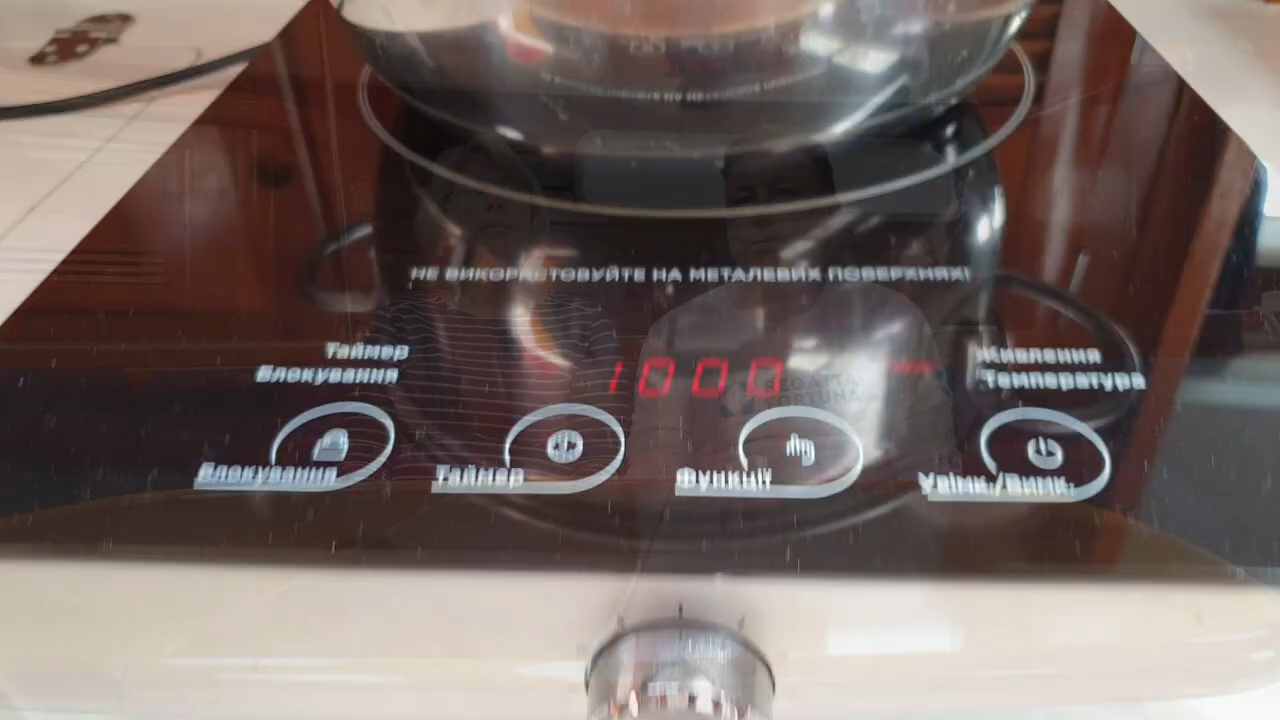 НЕ ВИКОРИСТОВУЙТЕ НА МЕТАЛЕВИХ ПОВЕРХНЯХ!
Таймер
Блокування
1000
Живлення
Температура
Блокування
Таймер
Функції
Увімк./Вимк.